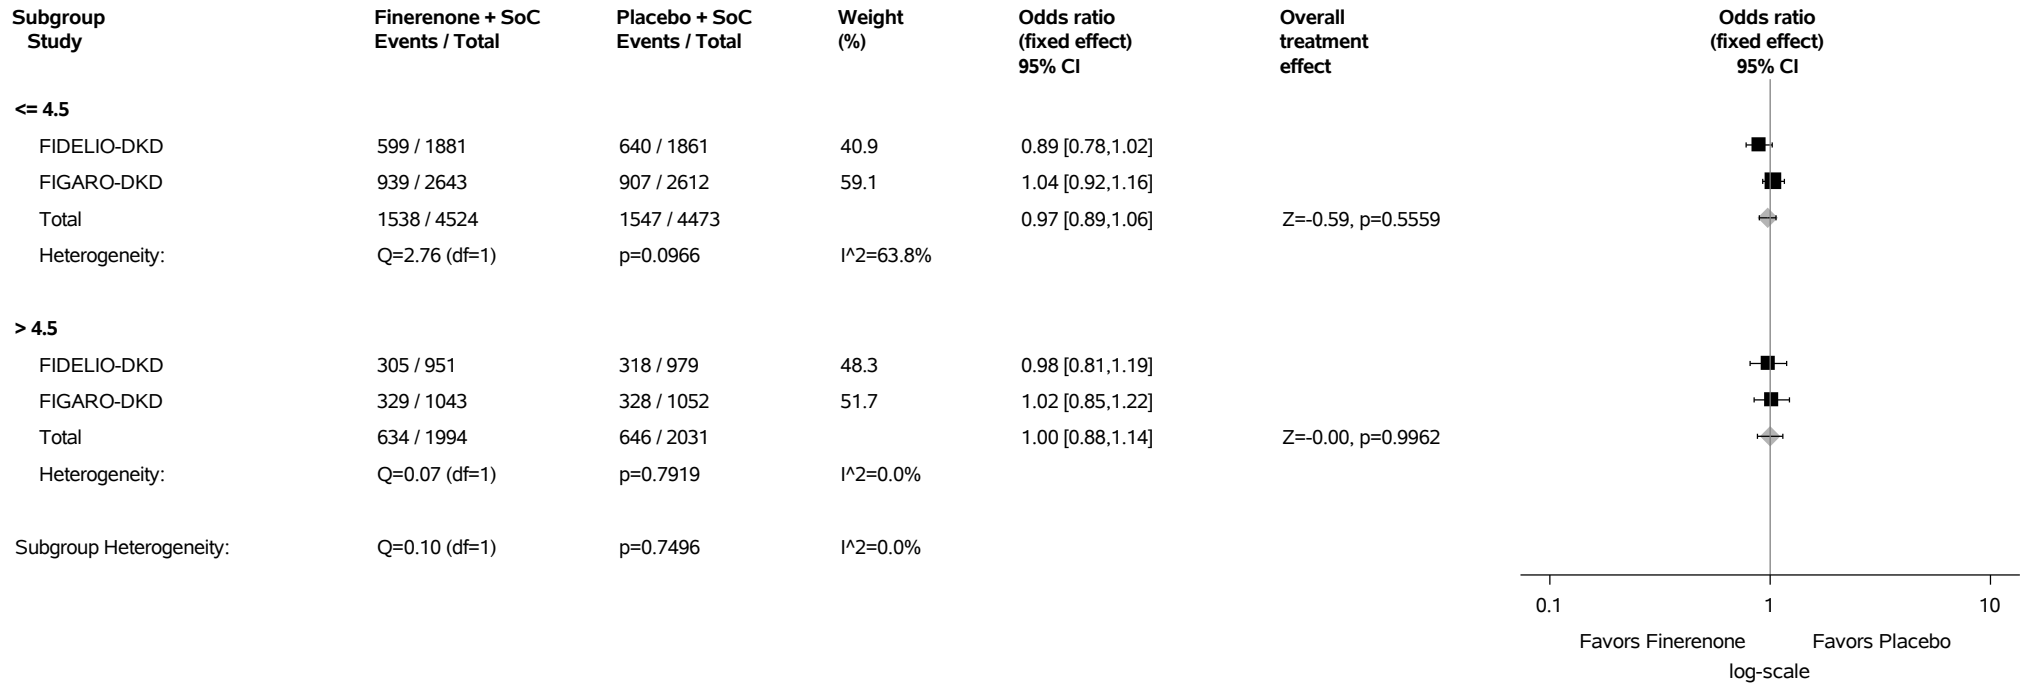 Subgroup Finerenone + SoC Placebo + SoC Weight Odds ratio Overall Odds ratio
Study Events / Total Events / Total (%) (fixed effect) treatment (fixed effect)
95% CI effect 95% CI
<= 4.5
FIDELIO-DKD 599 / 1881 640 / 1861 40.9 0.89 [0.78,1.02]
FIGARO-DKD 939 / 2643 907 / 2612 59.1 1.04 [0.92,1.16]
Total 1538 / 4524 1547 / 4473 0.97 [0.89,1.06] Z=-0.59, p=0.5559
Heterogeneity: Q=2.76 (df=1) p=0.0966 I^2=63.8%
> 4.5
FIDELIO-DKD 305 / 951 318 / 979 48.3 0.98 [0.81,1.19]
FIGARO-DKD 329 / 1043 328 / 1052 51.7 1.02 [0.85,1.22]
Total 634 / 1994 646 / 2031 1.00 [0.88,1.14] Z=-0.00, p=0.9962
Heterogeneity: Q=0.07 (df=1) p=0.7919 I^2=0.0%
Subgroup Heterogeneity: Q=0.10 (df=1) p=0.7496 I^2=0.0%
0.1 1 10
Favors Finerenone Favors Placebo
log-scale